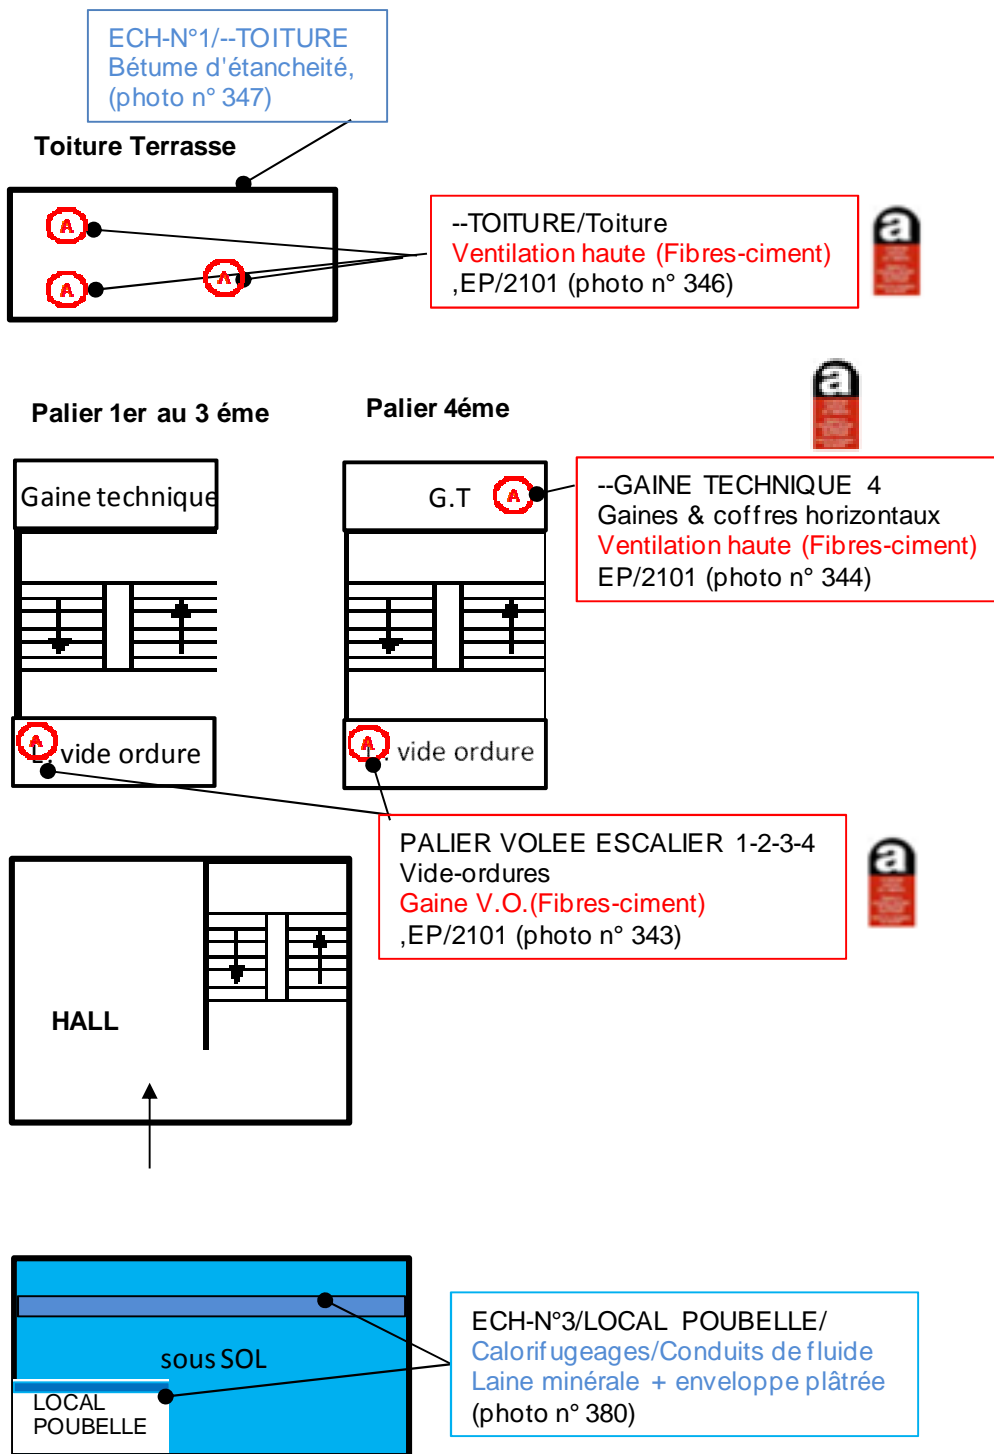 ECH-N°1/--TOITURE
Bétume d'étancheité,
(photo n° 347)
Toiture Terrasse
A
A
A
--TOITURE/Toiture
Ventilation haute (Fibres-ciment)
,EP/2101 (photo n° 346)
a
a
Palier 1er au 3 éme
Palier 4éme
Gaine technique
G.T
A
--GAINE TECHNIQUE 4
Gaines & coffres horizontaux
Ventilation haute (Fibres-ciment)
EP/2101 (photo n° 344)
A
vide ordure
A
vide ordure
PALIER VOLEE ESCALIER 1-2-3-4
Vide-ordures
Gaine V.O.(Fibres-ciment)
,EP/2101 (photo n° 343)
a
HALL
sous SOL
LOCAL
POUBELLE
ECH-N°3/LOCAL POUBELLE/
Calorifugeages/Conduits de fluide
Laine minérale + enveloppe plâtrée
(photo n° 380)